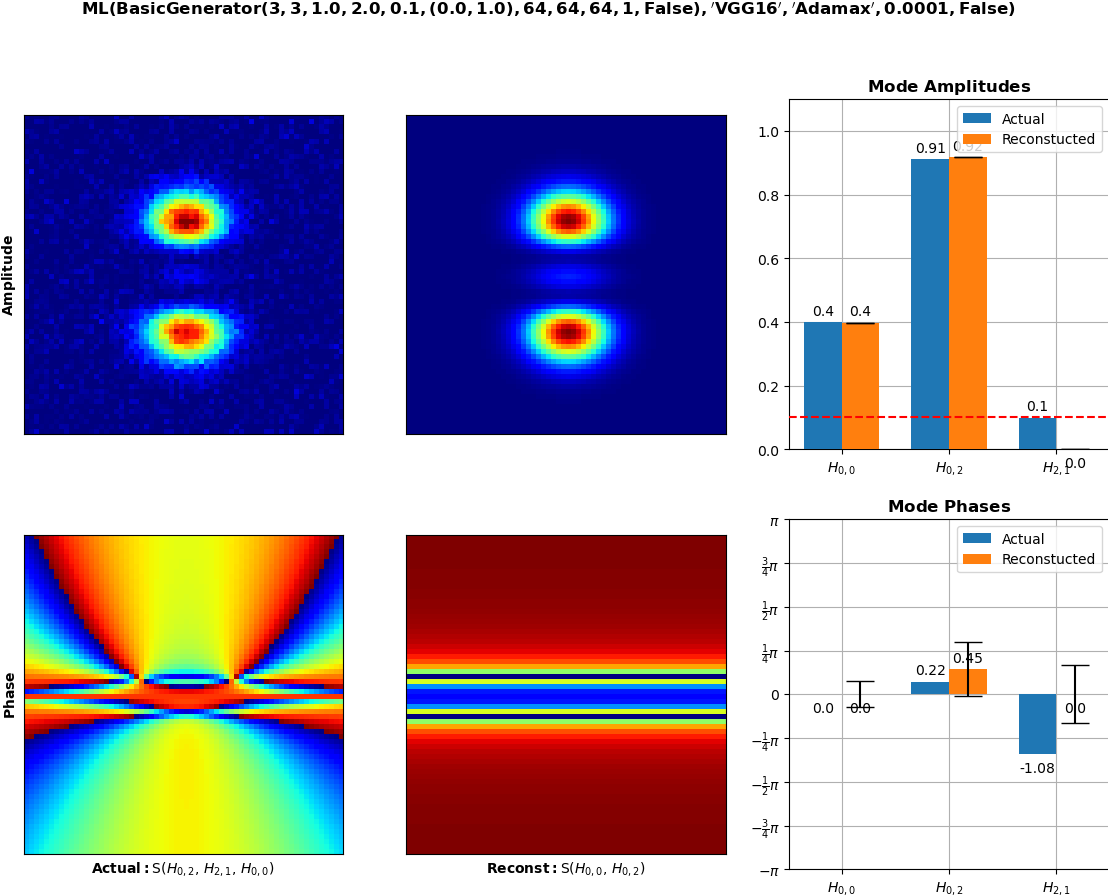 ML(BasicGenerator(3, 3, 1.0, 2.0, 0.1, (0.0, 1.0), 64, 64, 64, 1, False), ′VGG16′, ′Adamax′, 0.0001, False)
Mode Amplitudes
Actual
Reconstucted
1.0
0.8
0.6
0.4
0.2
0.0
0.4
0.4
0.91
0.92
0.1
0.0
H0,0
H0,2
H2,1
Amplitude
Mode Phases
Actual
Reconstucted
π
3/4π
1/2π
1/4π
0
−1/4π
−1/2π
−3/4π
−π
0.0
0.0
0.22
0.45
-1.08
0.0
H0,0
H0,2
H2,1
Phase
Actual: S(H0,2, H2,1, H0,0)
Reconst: S(H0,0, H0,2)